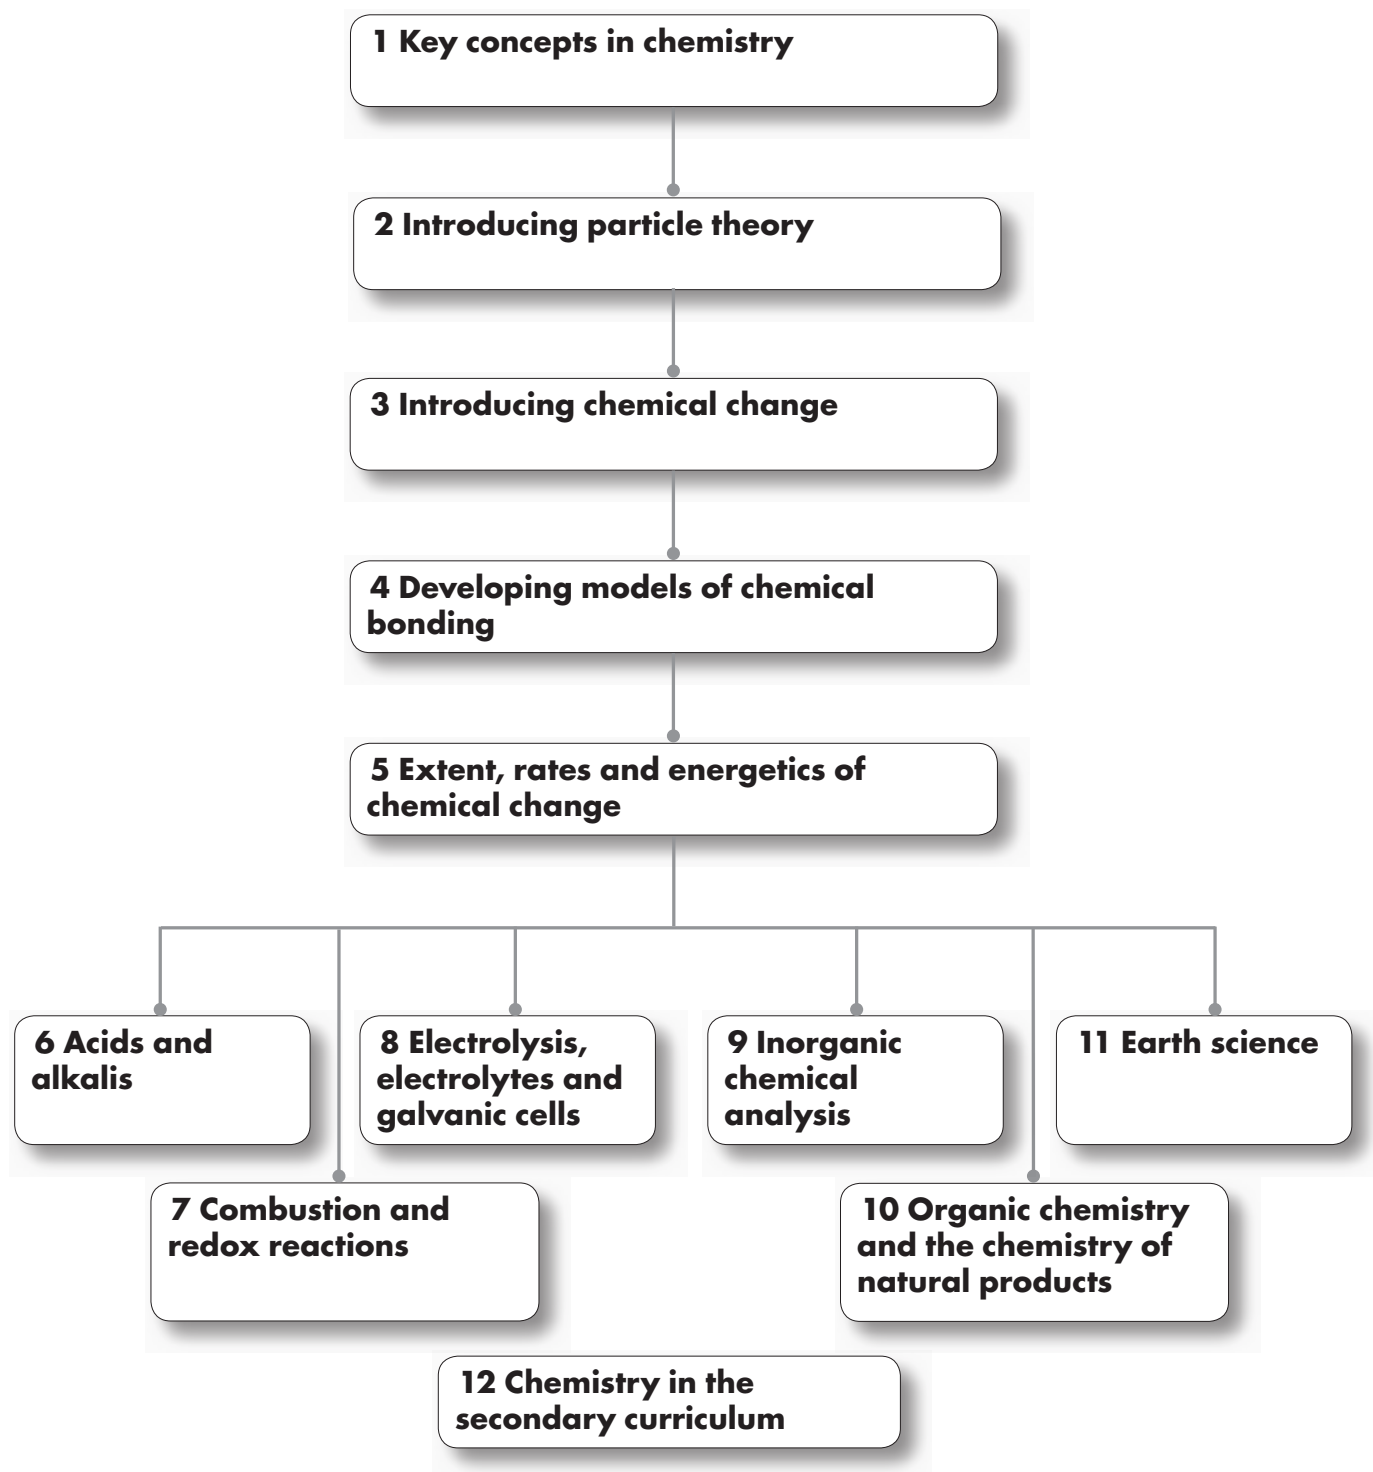 1 Key concepts in chemistry
2 Introducing particle theory
3 Introducing chemical change
4 Developing models of chemical
bonding
5 Extent, rates and energetics of
chemical change
6 Acids and
alkalis
8 Electrolysis,
electrolytes and
galvanic cells
9 Inorganic
chemical
analysis
11 Earth science
7 Combustion and
redox reactions
10 Organic chemistry
and the chemistry of
natural products
12 Chemistry in the
secondary curriculum